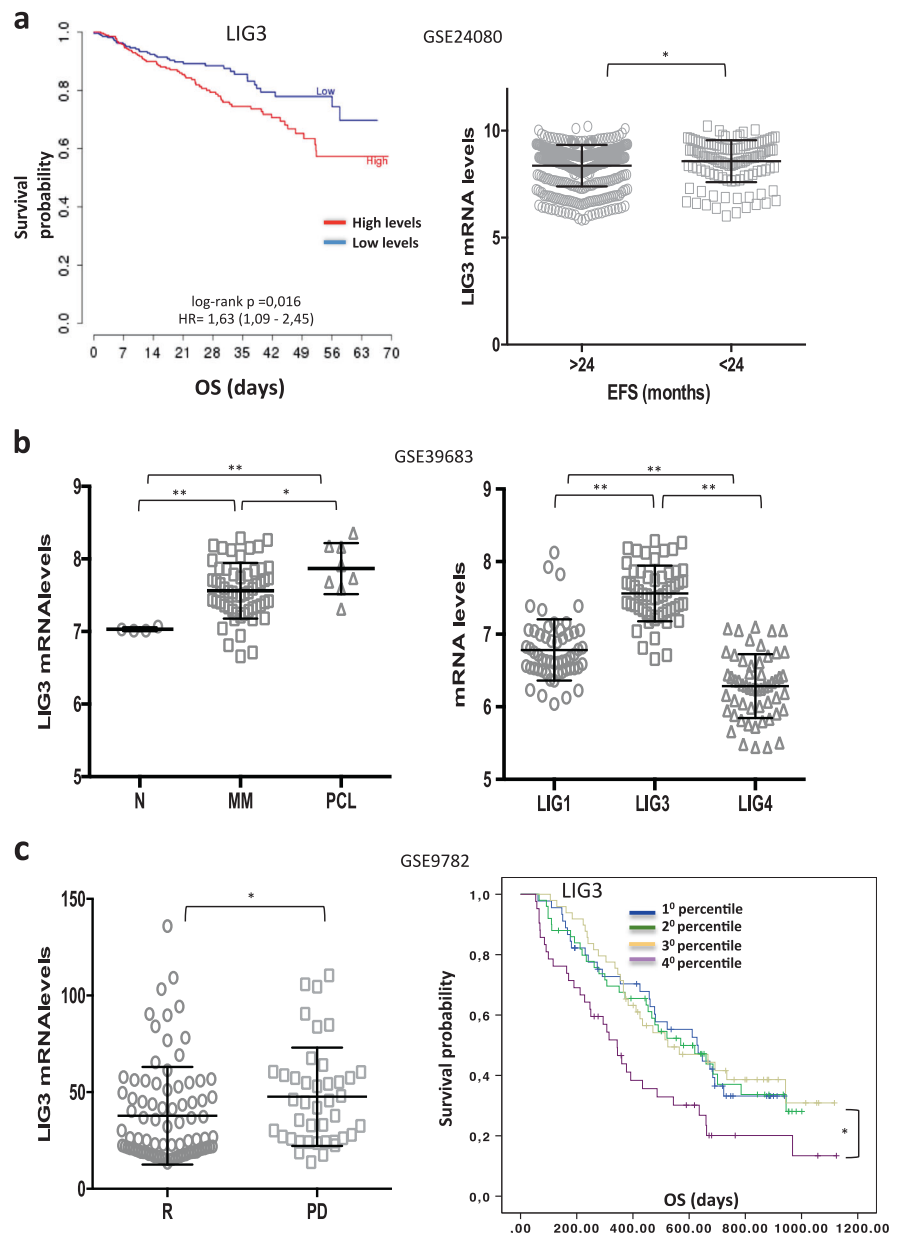 a
LIG3
GSE24080
Survival probability
0.0 0.2 0.4 0.6 0.8 1.0
Low
High
High levels
Low levels
log-rank p =0,016
HR= 1,63 (1,09 - 2,45)
0 7 14 21 28 35 42 49 56 63 70
OS (days)
*
LIG3 mRNA levels
10
5
0
>24 <24
EFS (months)
b
GSE39683
**
** *
LIG3 mRNAlevels
9
8
7
6
5
N MM PCL
**
** **
mRNA levels
9
8
7
6
5
LIG1 LIG3 LIG4
c
GSE9782
*
LIG3 mRNAlevels
150
100
50
0
R PD
LIG3
1⁰ percentile
2⁰ percentile
3⁰ percentile
4⁰ percentile
Survival probability
1,0
0,8
0,6
0,4
0,2
0,0
*
OS (days)
.00 200.00 400.00 600.00 800.00 1000.00 1200.00